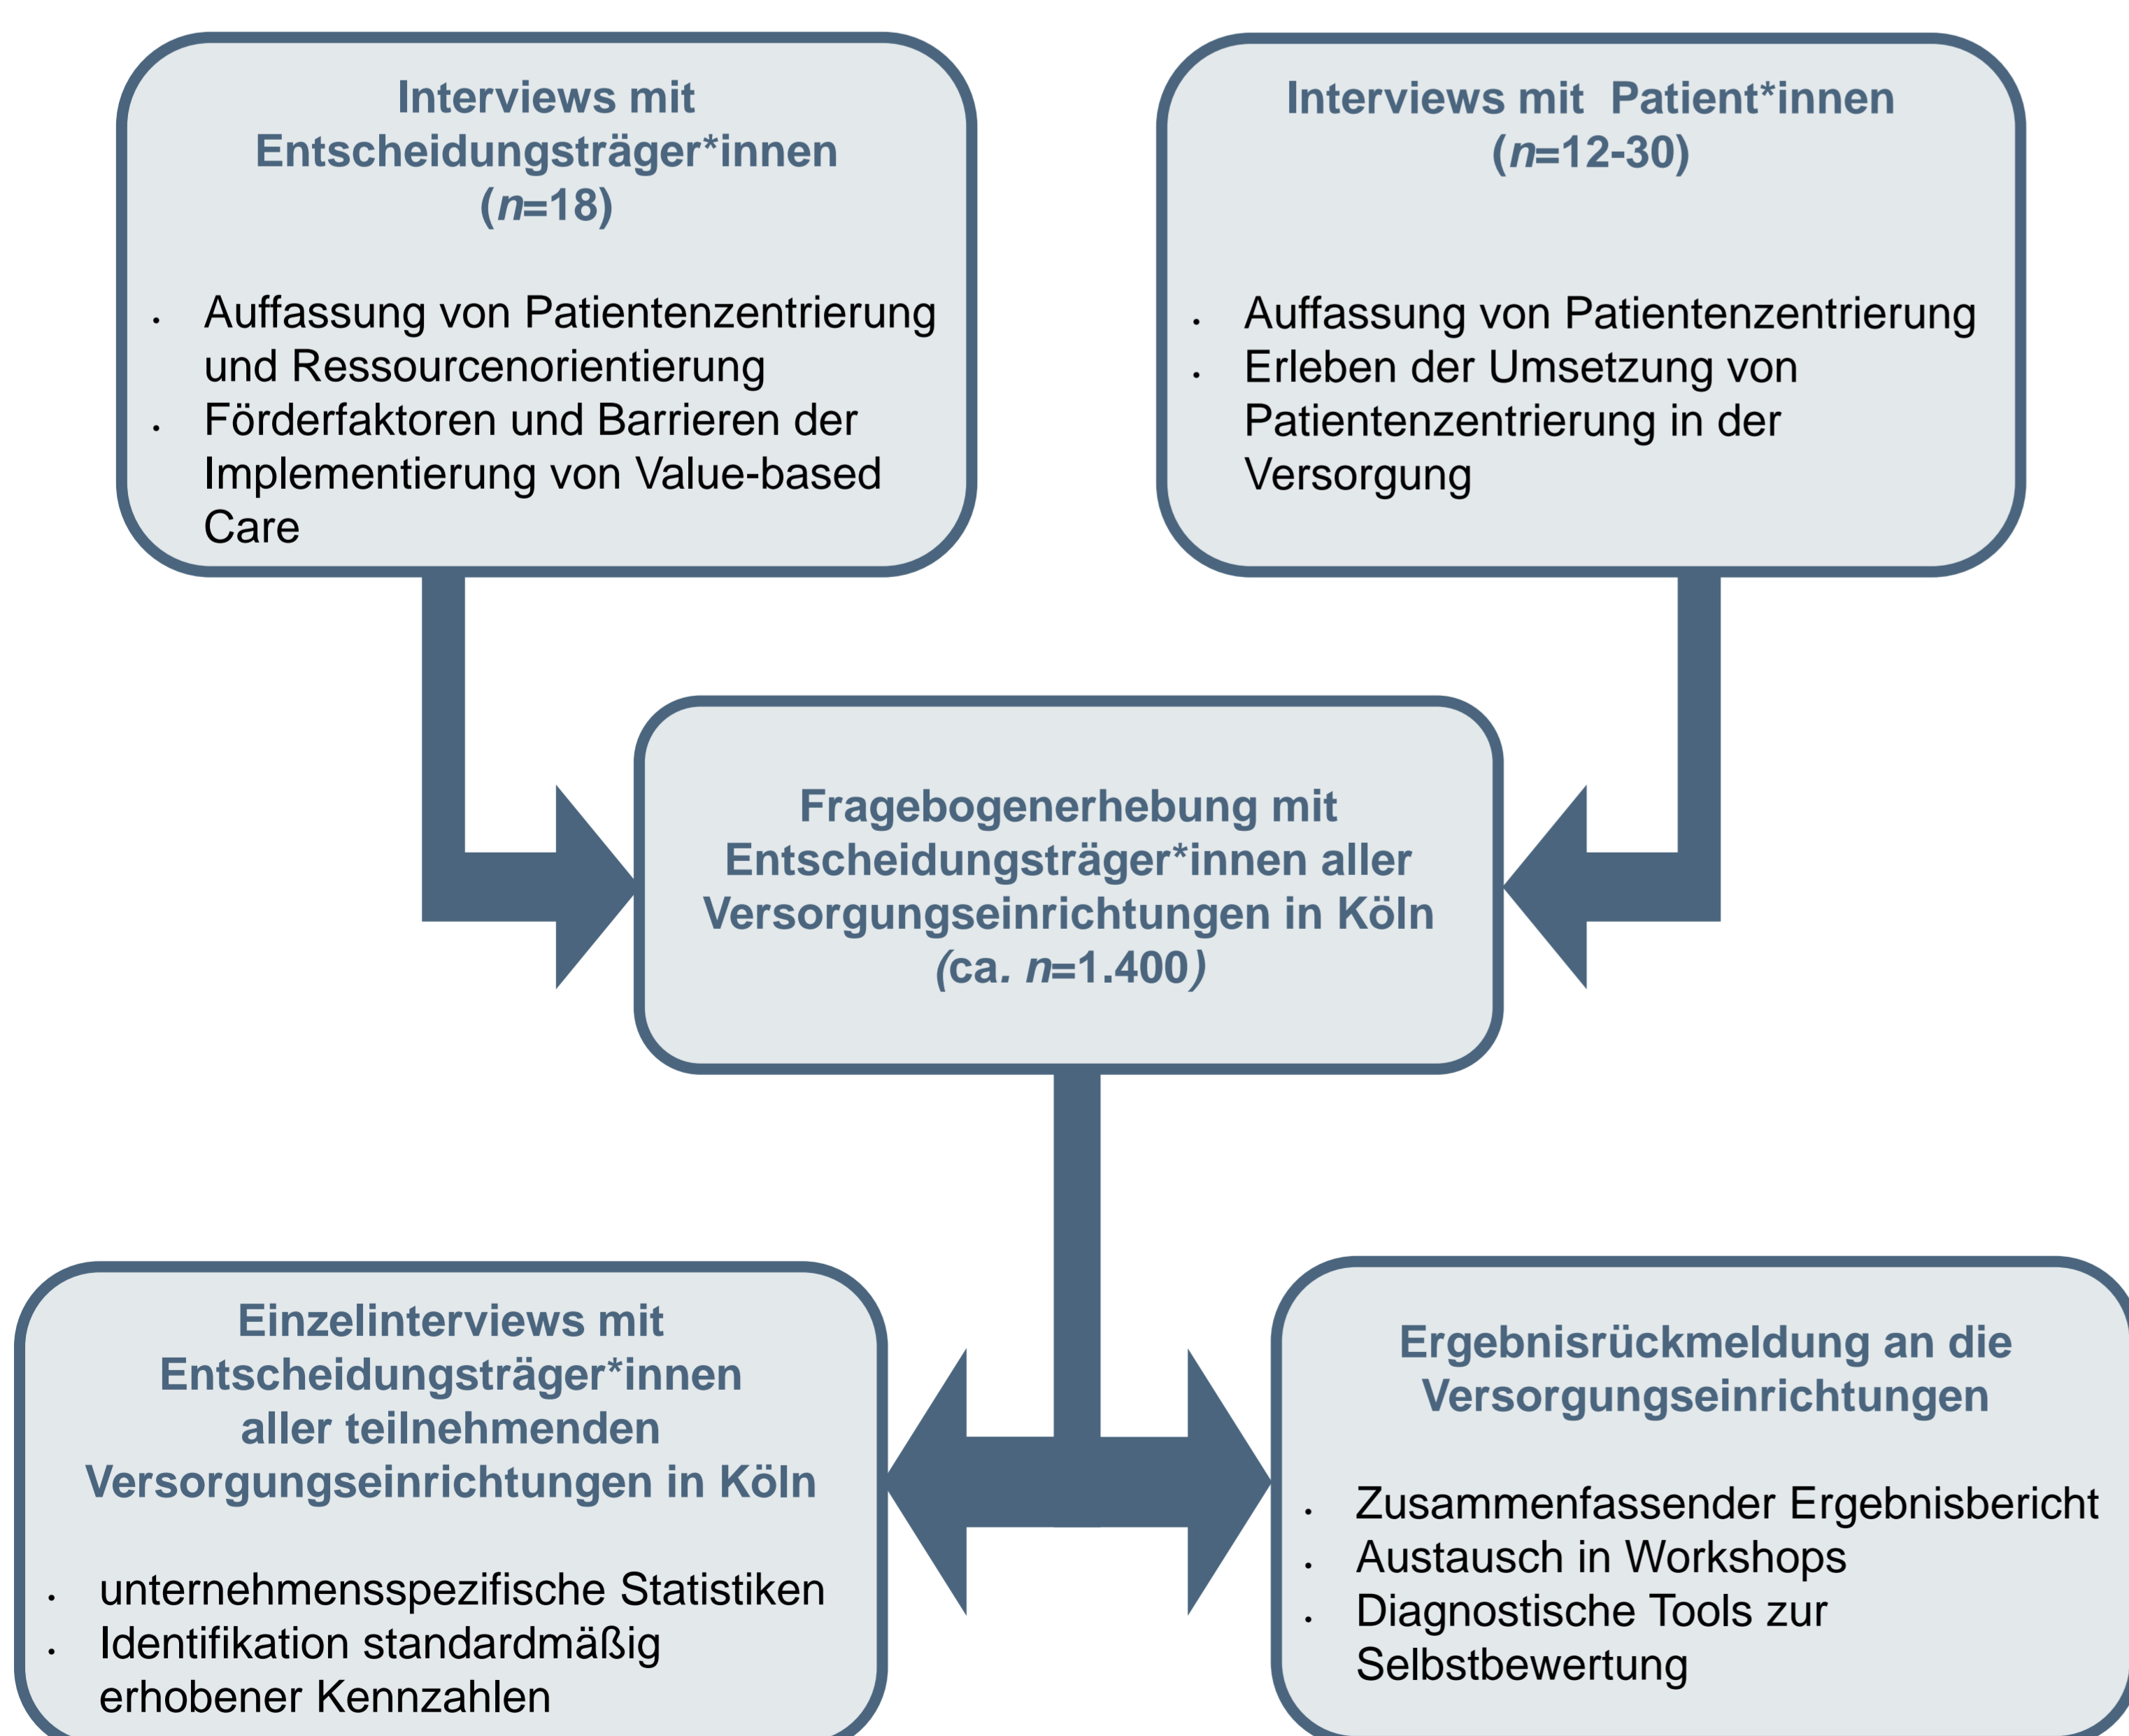 Interviews mit
Entscheidungsträger*innen
(n=18)
• Auffassung von Patientenzentrierung
und Ressourcenorientierung
• Förderfaktoren und Barrieren der
Implementierung von Value-based
Care
Interviews mit Patient*innen
(n=12-30)
• Auffassung von Patientenzentrierung
• Erleben der Umsetzung von
Patientenzentrierung in der
Versorgung
Fragebogenerhebung mit
Entscheidungsträger*innen aller
Versorgungseinrichtungen in Köln
(ca. n=1.400)
Einzelinterviews mit
Entscheidungsträger*innen
aller teilnehmenden
Versorgungseinrichtungen in Köln
• unternehmensspezifische Statistiken
• Identifikation standardmäßig
erhobener Kennzahlen
Ergebnisrückmeldung an die
Versorgungseinrichtungen
• Zusammenfassender Ergebnisbericht
• Austausch in Workshops
• Diagnostische Tools zur
Selbstbewertung